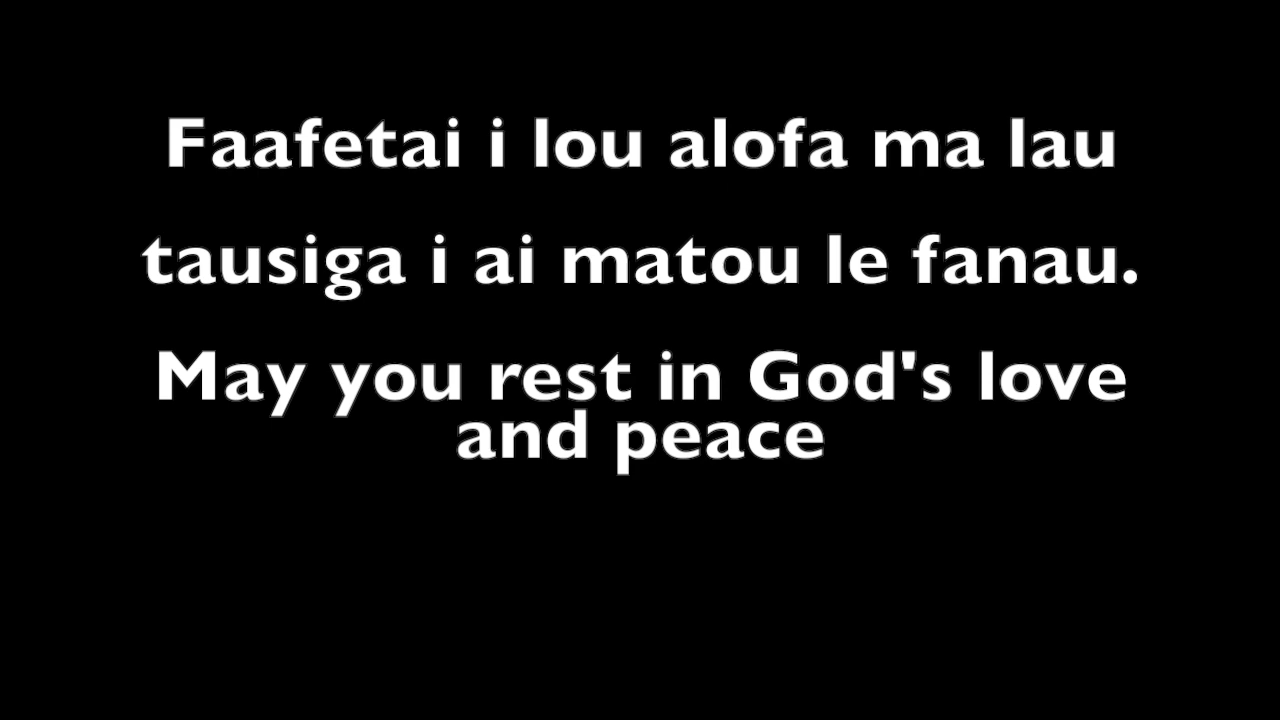 Faafetai i lou alofa ma lau
tausiga i ai matou le fanau.
May you rest in God's love
and peace